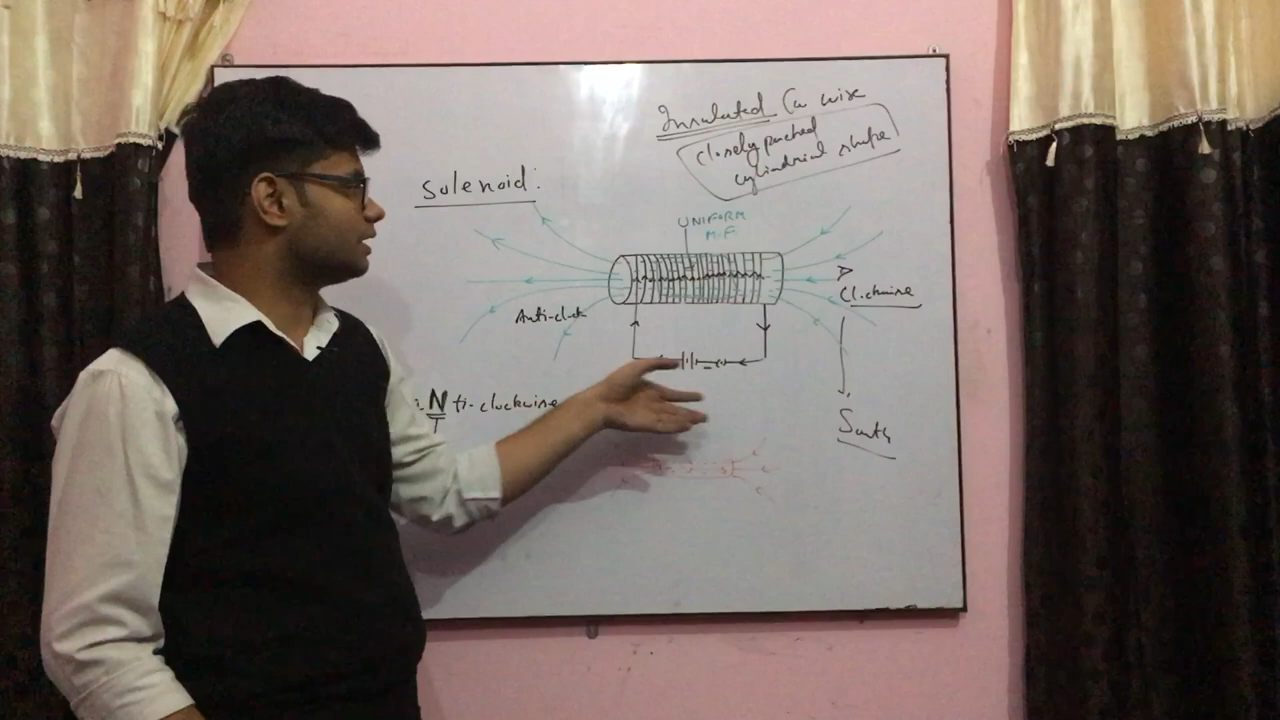 Insulated Cu wire
closely packed
cylindrical shape
Solenoid:
UNIFORM
M.F
Clockwise
Anti-clock
N ti-clockwise
South